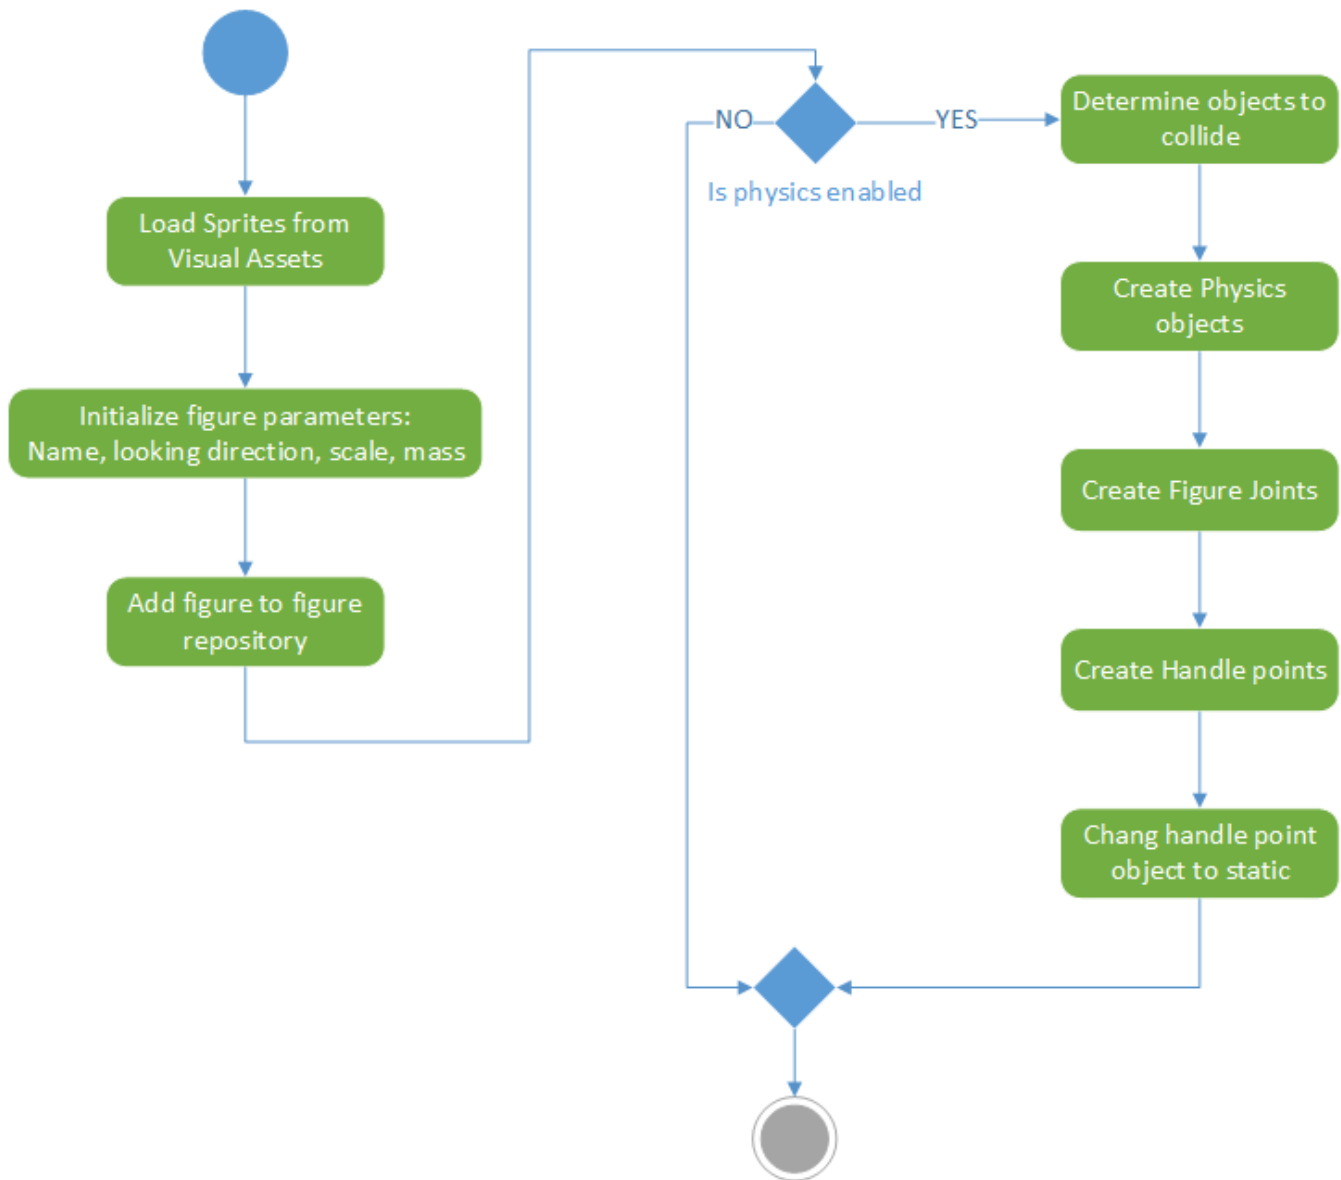 Load Sprites from
Visual Assets
Initialize figure parameters:
Name, looking direction, scale, mass
Add figure to figure
repository
NO
YES
Is physics enabled
Determine objects to
collide
Create Physics
objects
Create Figure Joints
Create Handle points
Chang handle point
object to static